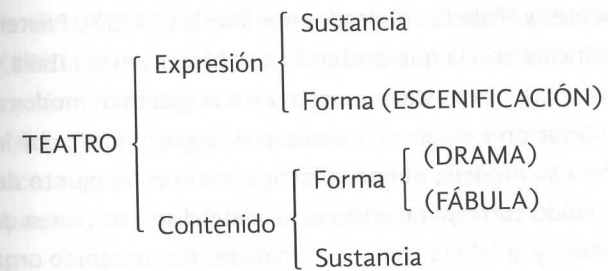 Sustancia
Expresión
Forma (ESCENIFICACIÓN)
TEATRO
Forma
(DRAMA)
(FÁBULA)
Contenido
Sustancia